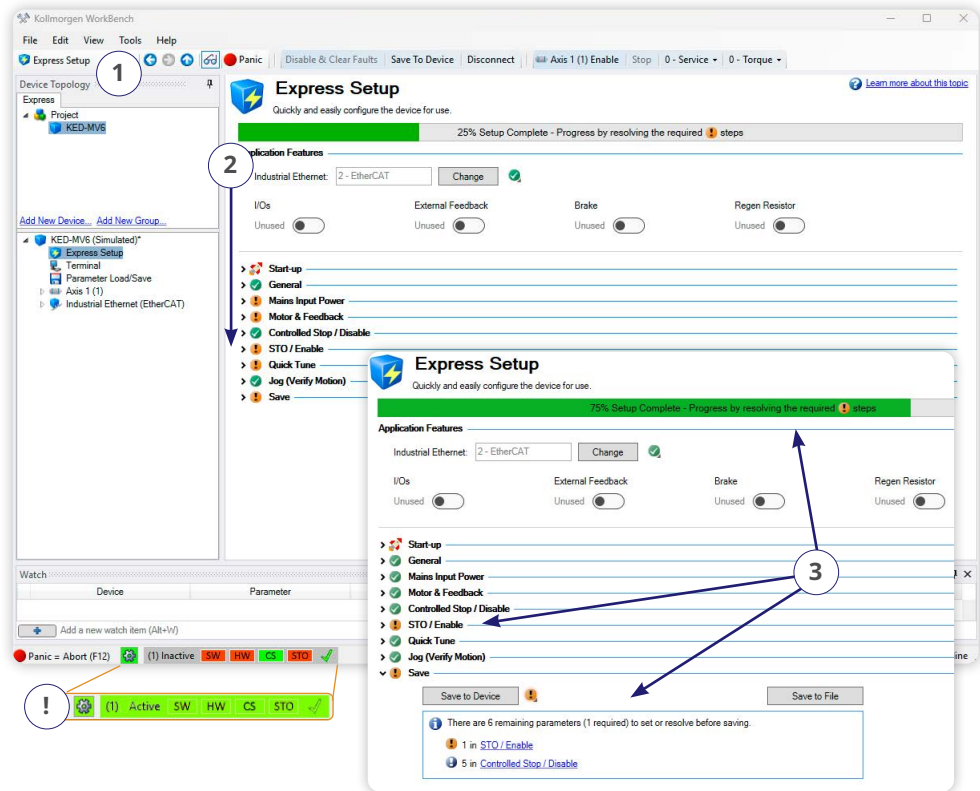 Kollmorgen WorkBench
File Edit View Tools Help
Express Setup Panic Disable & Clear Faults Save To Device Disconnect Axis 1 (1) Enable Stop 0 - Service 0 - Torque
1
Device Topology
Express
Project
KED-MV6
Add New Device... Add New Group...
KED-MV6 (Simulated)*
Express Setup
Terminal
Parameter Load/Save
Axis 1 (1)
Industrial Ethernet (EtherCAT)
Express Setup
Learn more about this topic
Quickly and easily configure the device for use.
25% Setup Complete - Progress by resolving the required ! steps
2
Application Features
Industrial Ethernet: 2 - EtherCAT Change
I/Os External Feedback Brake Regen Resistor
Unused Unused Unused Unused
Start-up
General
Mains Input Power
Motor & Feedback
Controlled Stop / Disable
STO / Enable
Quick Tune
Jog (Verify Motion)
Save
Express Setup
Quickly and easily configure the device for use.
75% Setup Complete - Progress by resolving the required ! steps
Application Features
Industrial Ethernet: 2 - EtherCAT Change
I/Os External Feedback Brake Regen Resistor
Unused Unused Unused Unused
Start-up
General
Mains Input Power
Motor & Feedback
Controlled Stop / Disable
STO / Enable
Quick Tune
Jog (Verify Motion)
Save
3
Save to Device Save to File
There are 6 remaining parameters (1 required) to set or resolve before saving.
1 in STO / Enable
5 in Controlled Stop / Disable
Watch
Device Parameter
Add a new watch item (Alt+W)
Panic = Abort (F12) (1) Inactive SW HW CS STO
ine
! (1) Active SW HW CS STO